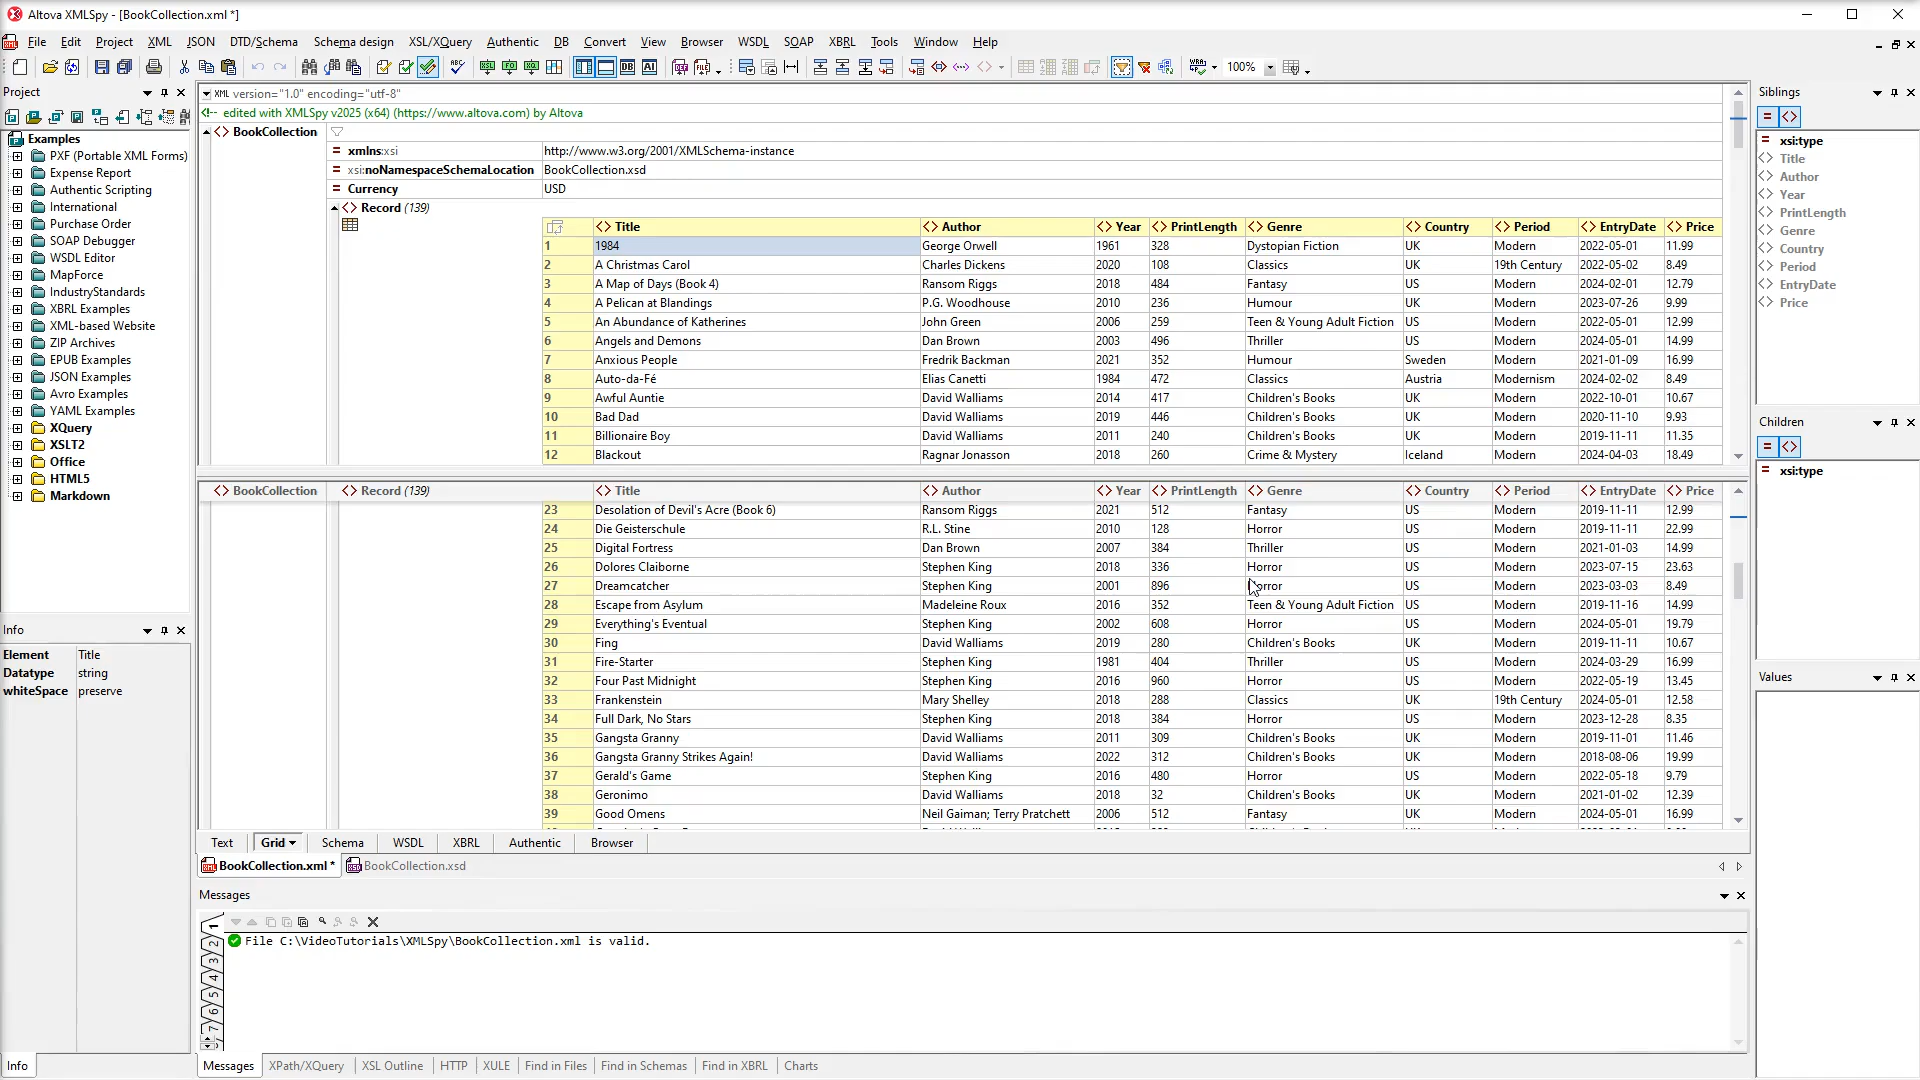 Altova XMLSpy - [BookCollection.xml *]
File Edit Project XML JSON DTD/Schema Schema design XSL/XQuery Authentic DB Convert View Browser WSDL SOAP XBRL Tools Window Help
100%
Project
Examples
PXF (Portable XML Forms)
Expense Report
Authentic Scripting
International
Purchase Order
SOAP Debugger
WSDL Editor
MapForce
IndustryStandards
XBRL Examples
XML-based Website
ZIP Archives
EPUB Examples
JSON Examples
Avro Examples
YAML Examples
XQuery
XSLT2
Office
HTML5
Markdown
Info
Element Title
Datatype string
whiteSpace preserve
Info
XML version="1.0" encoding="utf-8"
<!-- edited with XMLSpy v2025 (x64) (https://www.altova.com) by Altova
<> BookCollection
= xmlns:xsi http://www.w3.org/2001/XMLSchema-instance
= xsi:noNamespaceSchemaLocation BookCollection.xsd
= Currency USD
<> Record (139)
<> Title <> Author <> Year <> PrintLength <> Genre <> Country <> Period <> EntryDate <> Price
1 1984 George Orwell 1961 328 Dystopian Fiction UK Modern 2022-05-01 11.99
2 A Christmas Carol Charles Dickens 2020 108 Classics UK 19th Century 2022-05-02 8.49
3 A Map of Days (Book 4) Ransom Riggs 2018 484 Fantasy US Modern 2024-02-01 12.79
4 A Pelican at Blandings P.G. Woodhouse 2010 236 Humour UK Modern 2023-07-26 9.99
5 An Abundance of Katherines John Green 2006 259 Teen & Young Adult Fiction US Modern 2022-05-01 12.99
6 Angels and Demons Dan Brown 2003 496 Thriller US Modern 2024-05-01 14.99
7 Anxious People Fredrik Backman 2021 352 Humour Sweden Modern 2021-01-09 16.99
8 Auto-da-Fé Elias Canetti 1984 472 Classics Austria Modernism 2024-02-02 8.49
9 Awful Auntie David Walliams 2014 417 Children's Books UK Modern 2022-10-01 10.67
10 Bad Dad David Walliams 2019 446 Children's Books UK Modern 2020-11-10 9.93
11 Billionaire Boy David Walliams 2011 240 Children's Books UK Modern 2019-11-11 11.35
12 Blackout Ragnar Jonasson 2018 260 Crime & Mystery Iceland Modern 2024-04-03 18.49
<> BookCollection <> Record (139) <> Title <> Author <> Year <> PrintLength <> Genre <> Country <> Period <> EntryDate <> Price
23 Desolation of Devil's Acre (Book 6) Ransom Riggs 2021 512 Fantasy US Modern 2019-11-11 12.99
24 Die Geisterschule R.L. Stine 2010 128 Horror US Modern 2019-11-11 22.99
25 Digital Fortress Dan Brown 2007 384 Thriller US Modern 2021-01-03 14.99
26 Dolores Claiborne Stephen King 2018 336 Horror US Modern 2023-07-15 23.63
27 Dreamcatcher Stephen King 2001 896 Horror US Modern 2023-03-03 8.49
28 Escape from Asylum Madeleine Roux 2016 352 Teen & Young Adult Fiction US Modern 2019-11-16 14.99
29 Everything's Eventual Stephen King 2002 608 Horror US Modern 2024-05-01 19.79
30 Fing David Walliams 2019 280 Children's Books UK Modern 2019-11-11 10.67
31 Fire-Starter Stephen King 1981 404 Thriller US Modern 2024-03-29 16.99
32 Four Past Midnight Stephen King 2016 960 Horror US Modern 2022-05-19 13.45
33 Frankenstein Mary Shelley 2018 288 Classics UK 19th Century 2024-05-01 12.58
34 Full Dark, No Stars Stephen King 2018 384 Horror US Modern 2023-12-28 8.35
35 Gangsta Granny David Walliams 2011 309 Children's Books UK Modern 2019-11-01 11.46
36 Gangsta Granny Strikes Again! David Walliams 2022 312 Children's Books UK Modern 2018-08-06 19.99
37 Gerald's Game Stephen King 2016 480 Horror US Modern 2022-05-18 9.79
38 Geronimo David Walliams 2018 32 Children's Books UK Modern 2021-01-02 12.39
39 Good Omens Neil Gaiman; Terry Pratchett 2006 512 Fantasy UK Modern 2024-05-01 16.99
Text Grid Schema WSDL XBRL Authentic Browser
BookCollection.xml * BookCollection.xsd
Messages
1
2
3
4
5
6
7
File C:\VideoTutorials\XMLSpy\BookCollection.xml is valid.
Messages XPath/XQuery XSL Outline HTTP XULE Find in Files Find in Schemas Find in XBRL Charts
Siblings
= <>
= xsi:type
<> Title
<> Author
<> Year
<> PrintLength
<> Genre
<> Country
<> Period
<> EntryDate
<> Price
Children
= <>
= xsi:type
Values